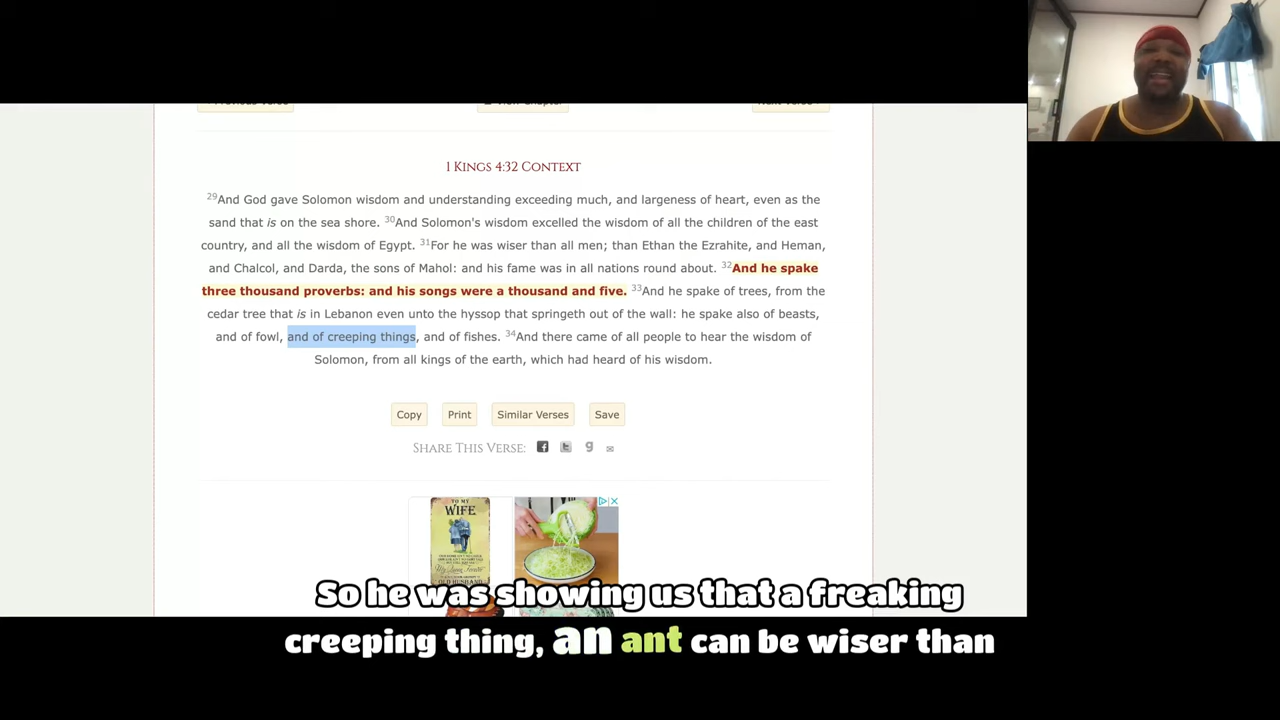 1 Kings 4:32 Context
29And God gave Solomon wisdom and understanding exceeding much, and largeness of heart, even as the
sand that is on the sea shore. 30And Solomon's wisdom excelled the wisdom of all the children of the east
country, and all the wisdom of Egypt. 31For he was wiser than all men; than Ethan the Ezrahite, and Heman,
and Chalcol, and Darda, the sons of Mahol: and his fame was in all nations round about. 32And he spake
three thousand proverbs: and his songs were a thousand and five. 33And he spake of trees, from the
cedar tree that is in Lebanon even unto the hyssop that springeth out of the wall: he spake also of beasts,
and of fowl, and of creeping things, and of fishes. 34And there came of all people to hear the wisdom of
Solomon, from all kings of the earth, which had heard of his wisdom.
Copy Print Similar Verses Save
Share This Verse:
TO MY
WIFE
So he was showing us that a freaking
creeping thing, an ant can be wiser than